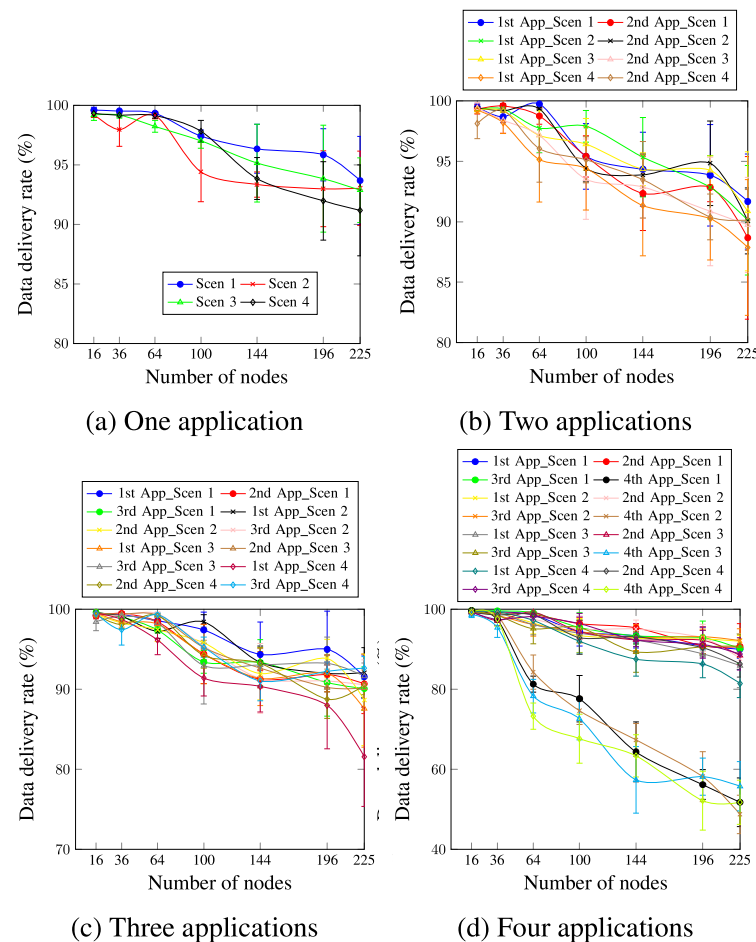 1st App_Scen 1 2nd App_Scen 1
1st App_Scen 2 2nd App_Scen 2
1st App_Scen 3 2nd App_Scen 3
1st App_Scen 4 2nd App_Scen 4
100
95
90
85
80
Data delivery rate (%)
Scen 1 Scen 2
Scen 3 Scen 4
16 36 64 100 144 196 225
Number of nodes
(a) One application
100
95
90
85
80
Data delivery rate (%)
16 36 64 100 144 196 225
Number of nodes
(b) Two applications
1st App_Scen 1 2nd App_Scen 1
3rd App_Scen 1 1st App_Scen 2
2nd App_Scen 2 3rd App_Scen 2
1st App_Scen 3 2nd App_Scen 3
3rd App_Scen 3 1st App_Scen 4
2nd App_Scen 4 3rd App_Scen 4
100
90
80
70
Data delivery rate (%)
16 36 64 100 144 196 225
Number of nodes
(c) Three applications
1st App_Scen 1 2nd App_Scen 1
3rd App_Scen 1 4th App_Scen 1
1st App_Scen 2 2nd App_Scen 2
3rd App_Scen 2 4th App_Scen 2
1st App_Scen 3 2nd App_Scen 3
3rd App_Scen 3 4th App_Scen 3
1st App_Scen 4 2nd App_Scen 4
3rd App_Scen 4 4th App_Scen 4
100
80
60
40
Data delivery rate (%)
16 36 64 100 144 196 225
Number of nodes
(d) Four applications